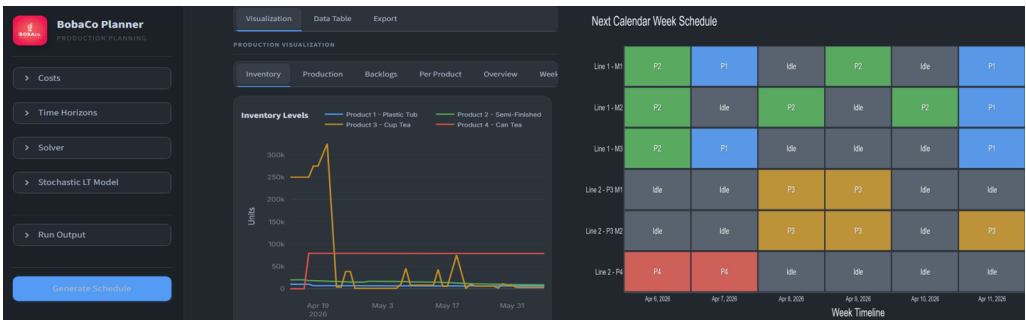 BOBACo
BobaCo Planner
PRODUCTION PLANNING
> Costs
> Time Horizons
> Solver
> Stochastic LT Model
> Run Output
Generate Schedule
Visualization Data Table Export
PRODUCTION VISUALIZATION
Inventory Production Backlogs Per Product Overview Week
Inventory Levels
Product 1 - Plastic Tub Product 2 - Semi-Finished
Product 3 - Cup Tea Product 4 - Can Tea
Units
300k
250k
200k
150k
100k
50k
0
Apr 19 May 3 May 17 May 31
2026
Next Calendar Week Schedule
Line 1 - M1 P2 P1 Idle P2 Idle P1
Line 1 - M2 P2 Idle P2 Idle P2 P1
Line 1 - M3 P2 P1 Idle Idle Idle P1
Line 2 - P3 M1 Idle Idle P3 P3 Idle Idle
Line 2 - P3 M2 Idle Idle P3 P3 Idle P3
Line 2 - P4 P4 P4 Idle Idle Idle Idle
Apr 6, 2026 Apr 7, 2026 Apr 8, 2026 Apr 9, 2026 Apr 10, 2026 Apr 11, 2026
Week Timeline